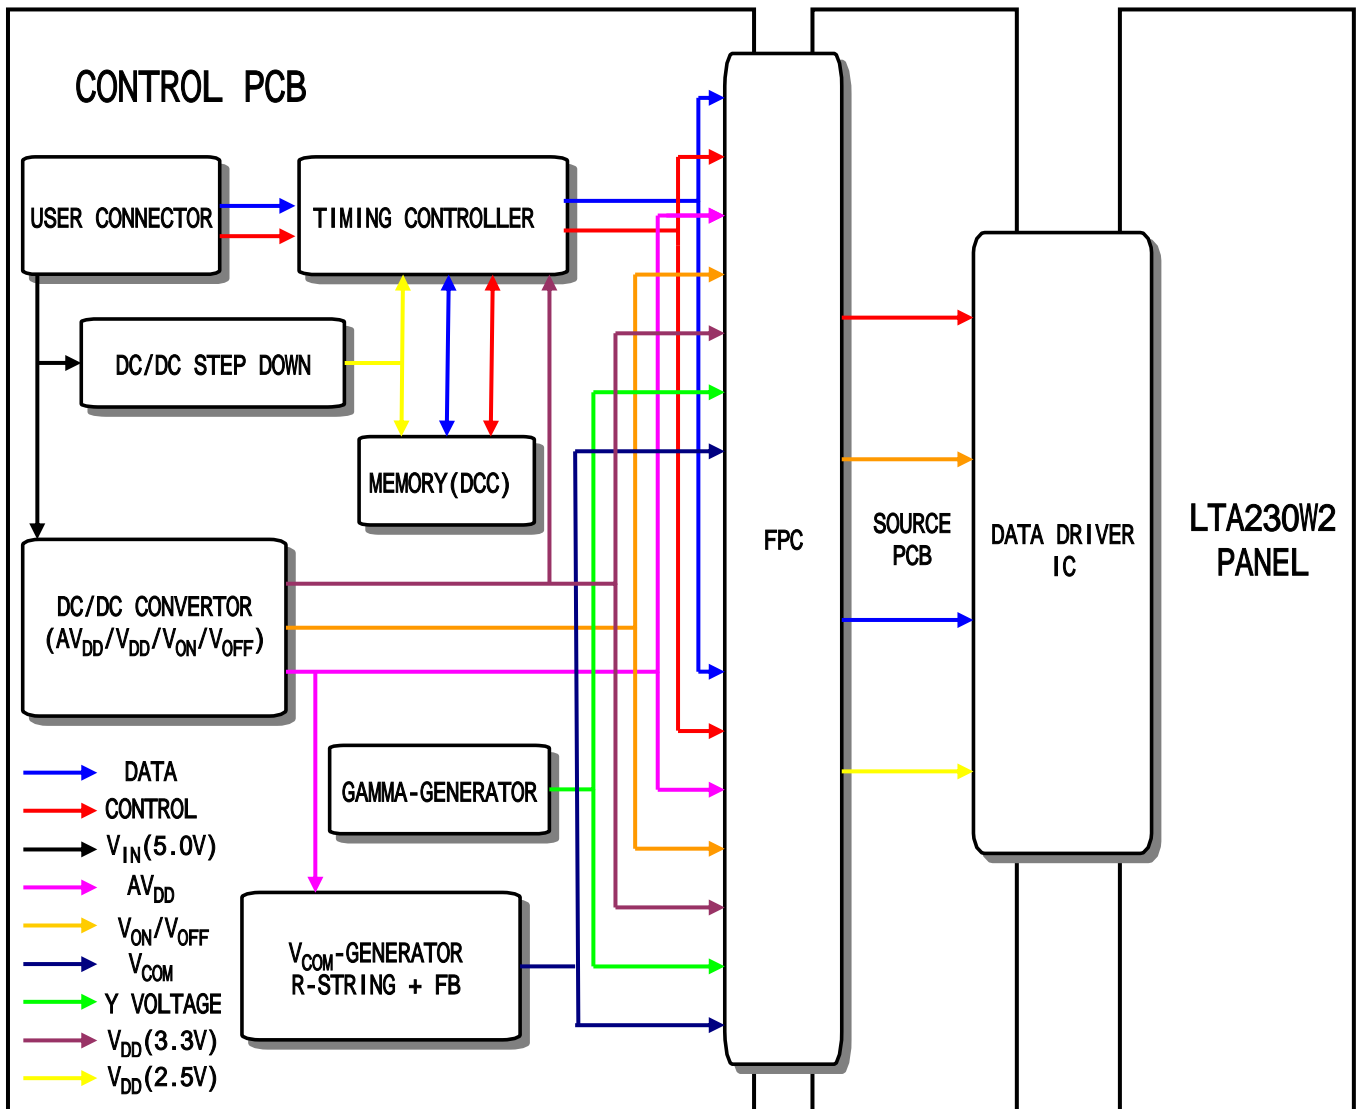 CONTROL PCB
USER CONNECTOR
TIMING CONTROLLER
DC/DC STEP DOWN
MEMORY(DCC)
DC/DC CONVERTOR
(AVDD/VDD/VON/VOFF)
GAMMA-GENERATOR
VCOM-GENERATOR
R-STRING + FB
FPC
SOURCE
PCB
DATA DRIVER
IC
LTA230W2
PANEL
DATA
CONTROL
VIN(5.0V)
AVDD
VON/VOFF
VCOM
Y VOLTAGE
VDD(3.3V)
VDD(2.5V)